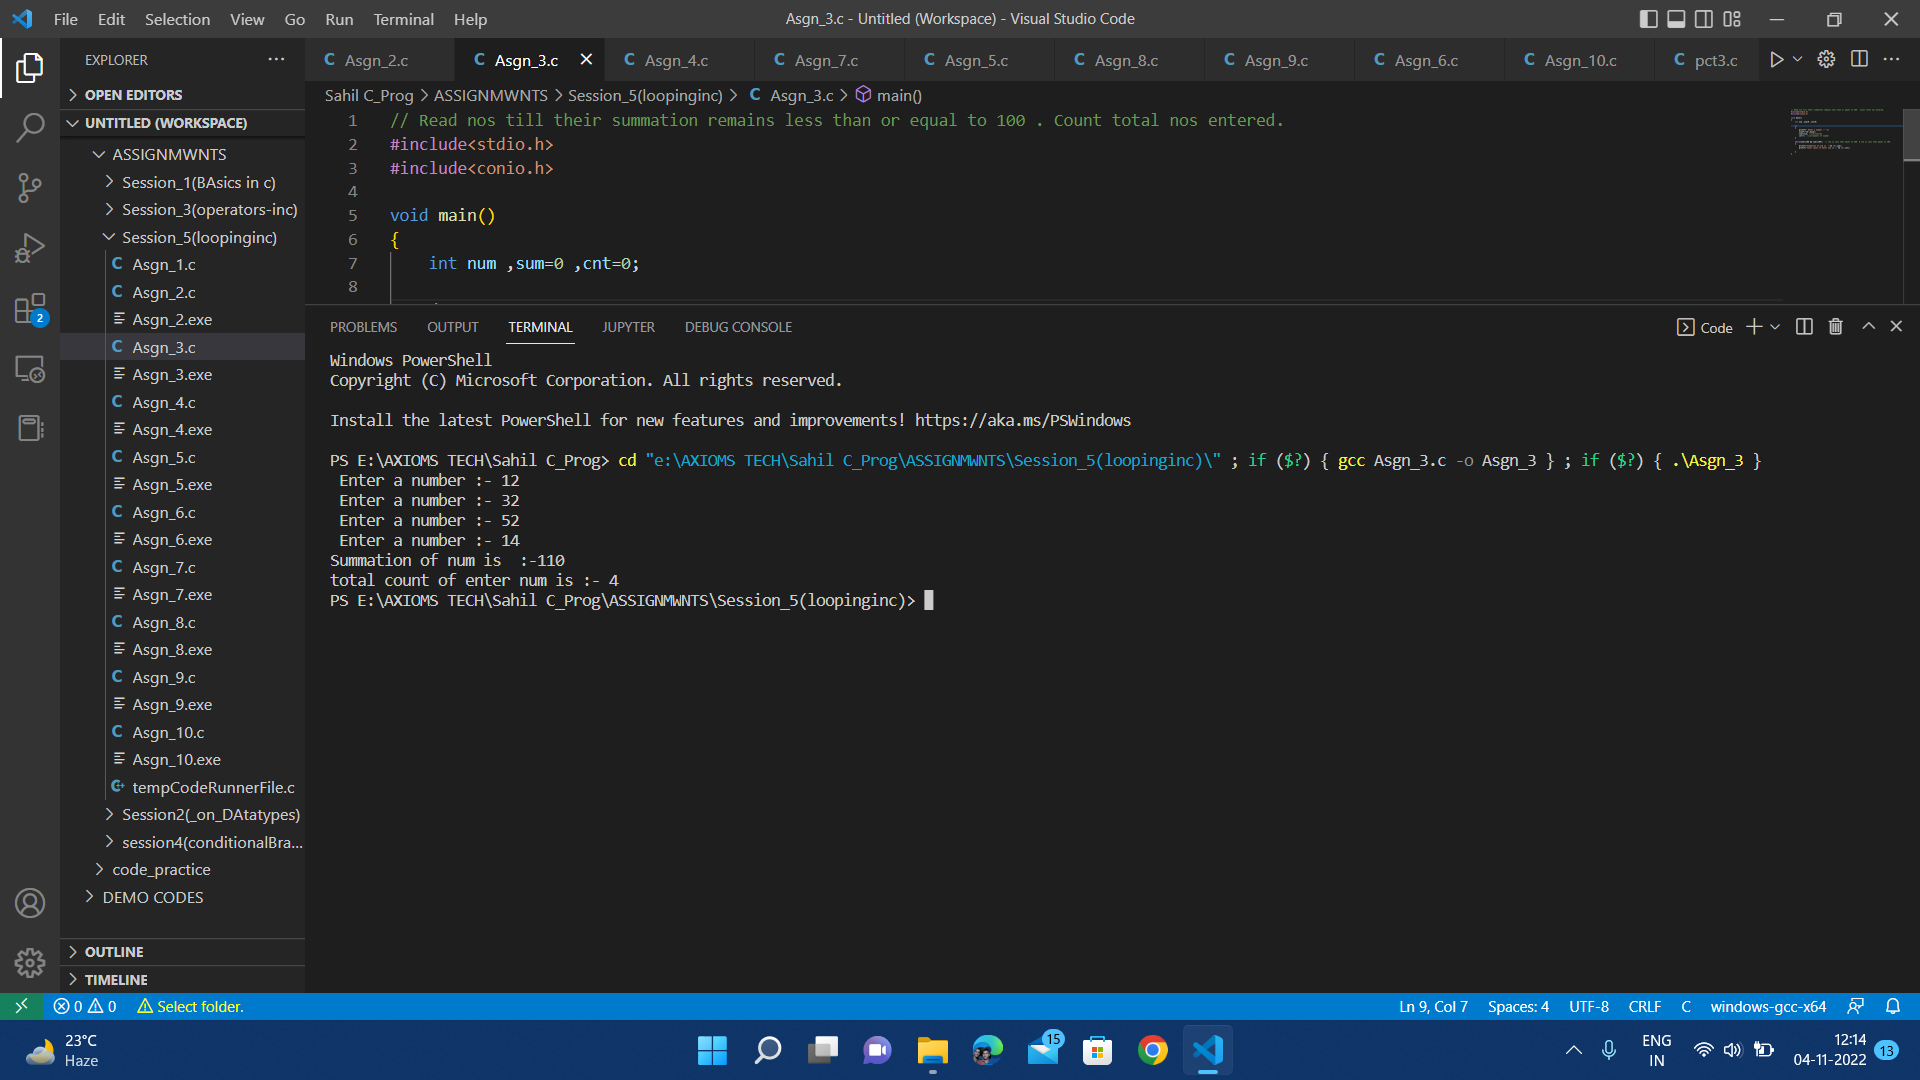 File Edit Selection View Go Run Terminal Help
Asgn_3.c - Untitled (Workspace) - Visual Studio Code
EXPLORER
OPEN EDITORS
UNTITLED (WORKSPACE)
ASSIGNMWNTS
Session_1(BAsics in c)
Session_3(operators-inc)
Session_5(loopinginc)
C Asgn_1.c
C Asgn_2.c
Asgn_2.exe
C Asgn_3.c
Asgn_3.exe
C Asgn_4.c
Asgn_4.exe
C Asgn_5.c
Asgn_5.exe
C Asgn_6.c
Asgn_6.exe
C Asgn_7.c
Asgn_7.exe
C Asgn_8.c
Asgn_8.exe
C Asgn_9.c
Asgn_9.exe
C Asgn_10.c
Asgn_10.exe
tempCodeRunnerFile.c
Session2(_on_DAtatypes)
session4(conditionalBra...
code_practice
DEMO CODES
OUTLINE
TIMELINE
2
C Asgn_2.c C Asgn_3.c C Asgn_4.c C Asgn_7.c C Asgn_5.c C Asgn_8.c C Asgn_9.c C Asgn_6.c C Asgn_10.c C pct3.c
Sahil C_Prog > ASSIGNMWNTS > Session_5(loopinginc) > C Asgn_3.c > main()
1 // Read nos till their summation remains less than or equal to 100 . Count total nos entered.
2 #include<stdio.h>
3 #include<conio.h>
4
5 void main()
6 {
7 int num ,sum=0 ,cnt=0;
8
PROBLEMS OUTPUT TERMINAL JUPYTER DEBUG CONSOLE
Code
Windows PowerShell
Copyright (C) Microsoft Corporation. All rights reserved.
Install the latest PowerShell for new features and improvements! https://aka.ms/PSWindows
PS E:\AXIOMS TECH\Sahil C_Prog> cd "e:\AXIOMS TECH\Sahil C_Prog\ASSIGNMWNTS\Session_5(loopinginc)\" ; if ($?) { gcc Asgn_3.c -o Asgn_3 } ; if ($?) { .\Asgn_3 }
Enter a number :- 12
Enter a number :- 32
Enter a number :- 52
Enter a number :- 14
Summation of num is  :-110
total count of enter num is :- 4
PS E:\AXIOMS TECH\Sahil C_Prog\ASSIGNMWNTS\Session_5(loopinginc)>
0 0 Select folder.
Ln 9, Col 7 Spaces: 4 UTF-8 CRLF C windows-gcc-x64
23°C
Haze
15
ENG
IN
12:14
04-11-2022
13